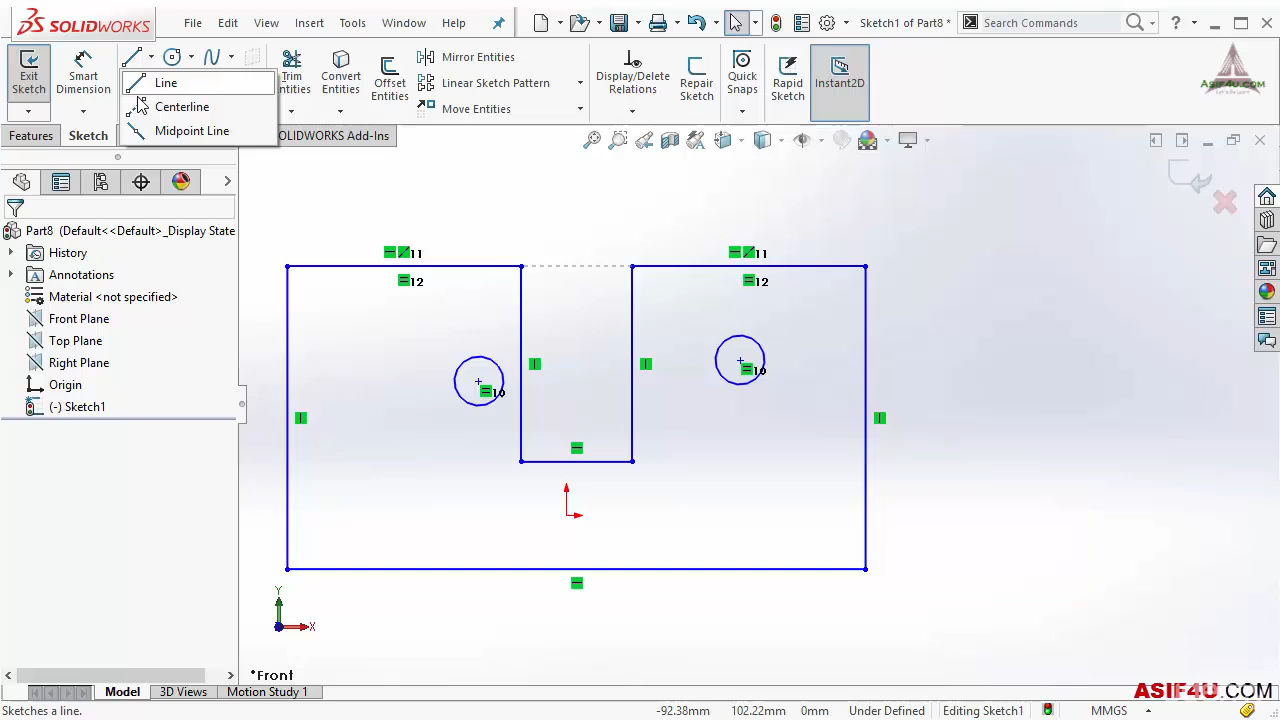 SOLIDWORKS
File Edit View Insert Tools Window Help
Sketch1 of Part8 *
Search Commands
?
Exit Sketch
Smart Dimension
Line
Centerline
Midpoint Line
Trim
Convert Entities
Offset Entities
Mirror Entities
Linear Sketch Pattern
Move Entities
Display/Delete Relations
Repair Sketch
Quick Snaps
Rapid Sketch
Instant2D
ASIF4U.COM
Features
Sketch
SOLIDWORKS Add-Ins
Part8 (Default<<Default>_Display State
History
Annotations
Material <not specified>
Front Plane
Top Plane
Right Plane
Origin
(-) Sketch1
11
11
12
12
10
10
Y
X
*Front
Model
3D Views
Motion Study 1
ASIF4U.COM
Sketches a line.
-92.38mm
102.22mm
0mm
Under Defined
Editing Sketch1
MMGS